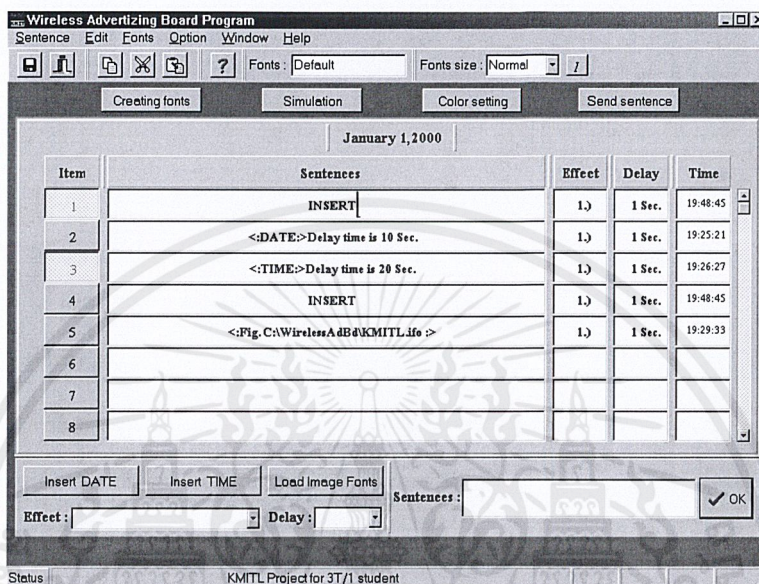 Wireless Advertizing Board Program
Sentence Edit Fonts Option Window Help
? Fonts : Default Fonts size : Normal 1
Creating fonts Simulation Color setting Send sentence
January 1,2000
Item Sentences Effect Delay Time
1 INSERT 1.) 1 Sec. 19:48:45
2 <:DATE:>Delay time is 10 Sec. 1.) 1 Sec. 19:25:21
3 <:TIME:>Delay time is 20 Sec. 1.) 1 Sec. 19:26:27
4 INSERT 1.) 1 Sec. 19:48:45
5 <:Fig. C:\WirelessAdBd\KMITL.ifo :> 1.) 1 Sec. 19:29:33
6
7
8
Insert DATE Insert TIME Load Image Fonts
Sentences : OK
Effect : Delay :
Status KMITL Project for 3T/1 student